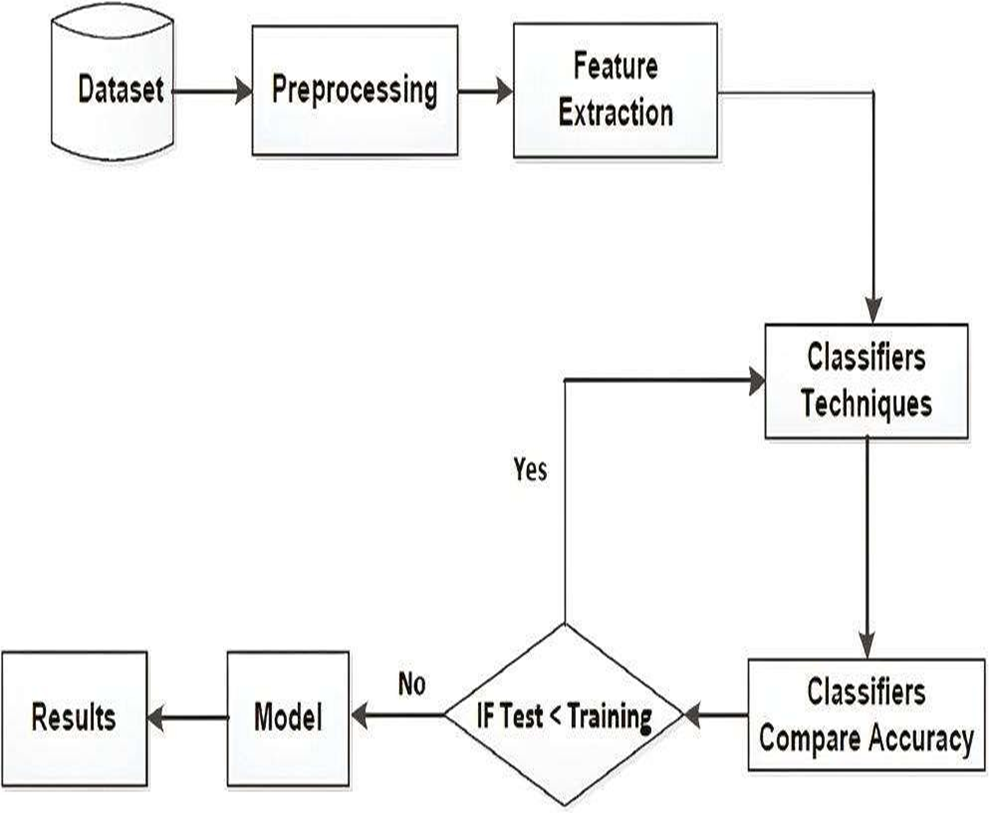 Dataset
Preprocessing
Feature
Extraction
Classifiers
Techniques
Yes
Classifiers
Compare Accuracy
IF Test < Training
No
Model
Results